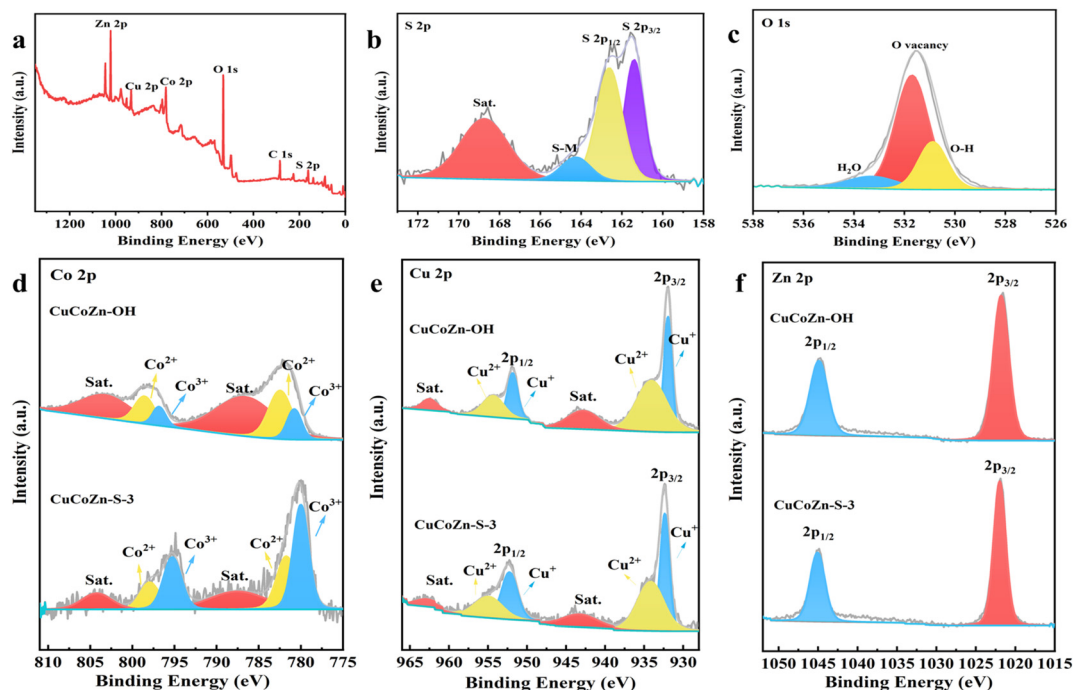 a
Zn 2p
Cu 2p
Co 2p
O 1s
C 1s
S 2p
Intensity (a.u.)
1200 1000 800 600 400 200 0
Binding Energy (eV)
b
S 2p
S 2p1/2
S 2p3/2
Sat.
S-M
Intensity (a.u.)
170 168 166 164 162 160 158
Binding Energy (eV)
c
O 1s
O vacancy
O-H
H2O
Intensity (a.u.)
538 536 534 532 530 528 526
Binding Energy (eV)
d
Co 2p
CuCoZn-OH
Sat.
Co2+
Co3+
Sat.
Co2+
Co3+
CuCoZn-S-3
Sat.
Co2+
Co3+
Sat.
Co2+
Co3+
Intensity (a.u.)
810 805 800 795 790 785 780 775
Binding Energy (eV)
e
Cu 2p
CuCoZn-OH
Sat.
Cu2+
2p1/2
Cu+
Sat.
Cu2+
2p3/2
Cu+
CuCoZn-S-3
Sat.
Cu2+
2p1/2
Cu+
Sat.
Cu2+
2p3/2
Cu+
Intensity (a.u.)
965 960 955 950 945 940 935 930
Binding Energy (eV)
f
Zn 2p
CuCoZn-OH
2p1/2
2p3/2
CuCoZn-S-3
2p1/2
2p3/2
Intensity (a.u.)
1050 1045 1040 1035 1030 1025 1020 1015
Binding Energy (eV)